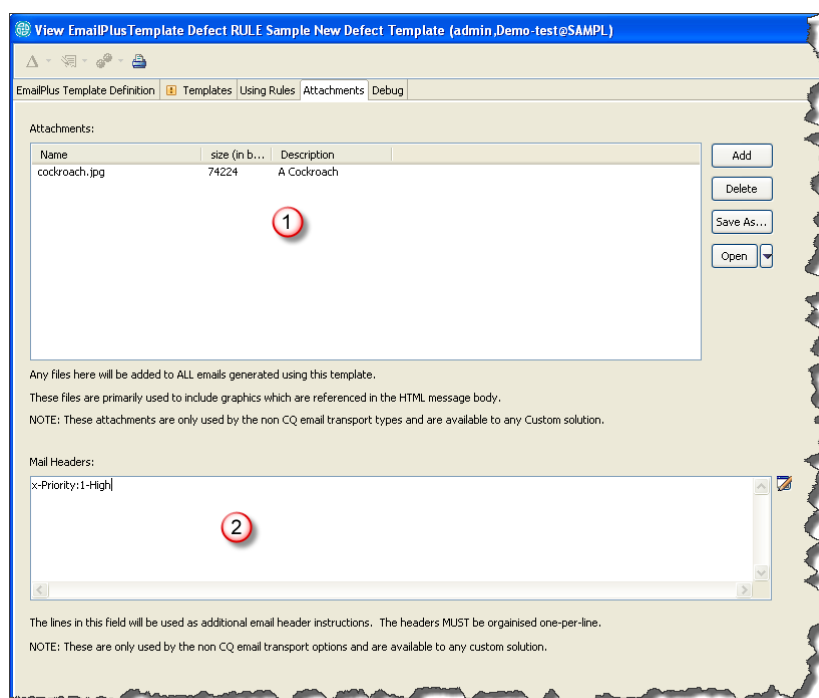 View EmailPlusTemplate Defect RULE Sample New Defect Template (admin,Demo-test@SAMPL)
EmailPlus Template Definition Templates Using Rules Attachments Debug
Attachments:
Name size (in b... Description
cockroach.jpg 74224 A Cockroach
Add
Delete
Save As...
Open
1
Any files here will be added to ALL emails generated using this template.
These files are primarily used to include graphics which are referenced in the HTML message body.
NOTE: These attachments are only used by the non CQ email transport types and are available to any Custom solution.
Mail Headers:
x-Priority:1-High
2
The lines in this field will be used as additional email header instructions. The headers MUST be orgainised one-per-line.
NOTE: These are only used by the non CQ email transport options and are available to any custom solution.